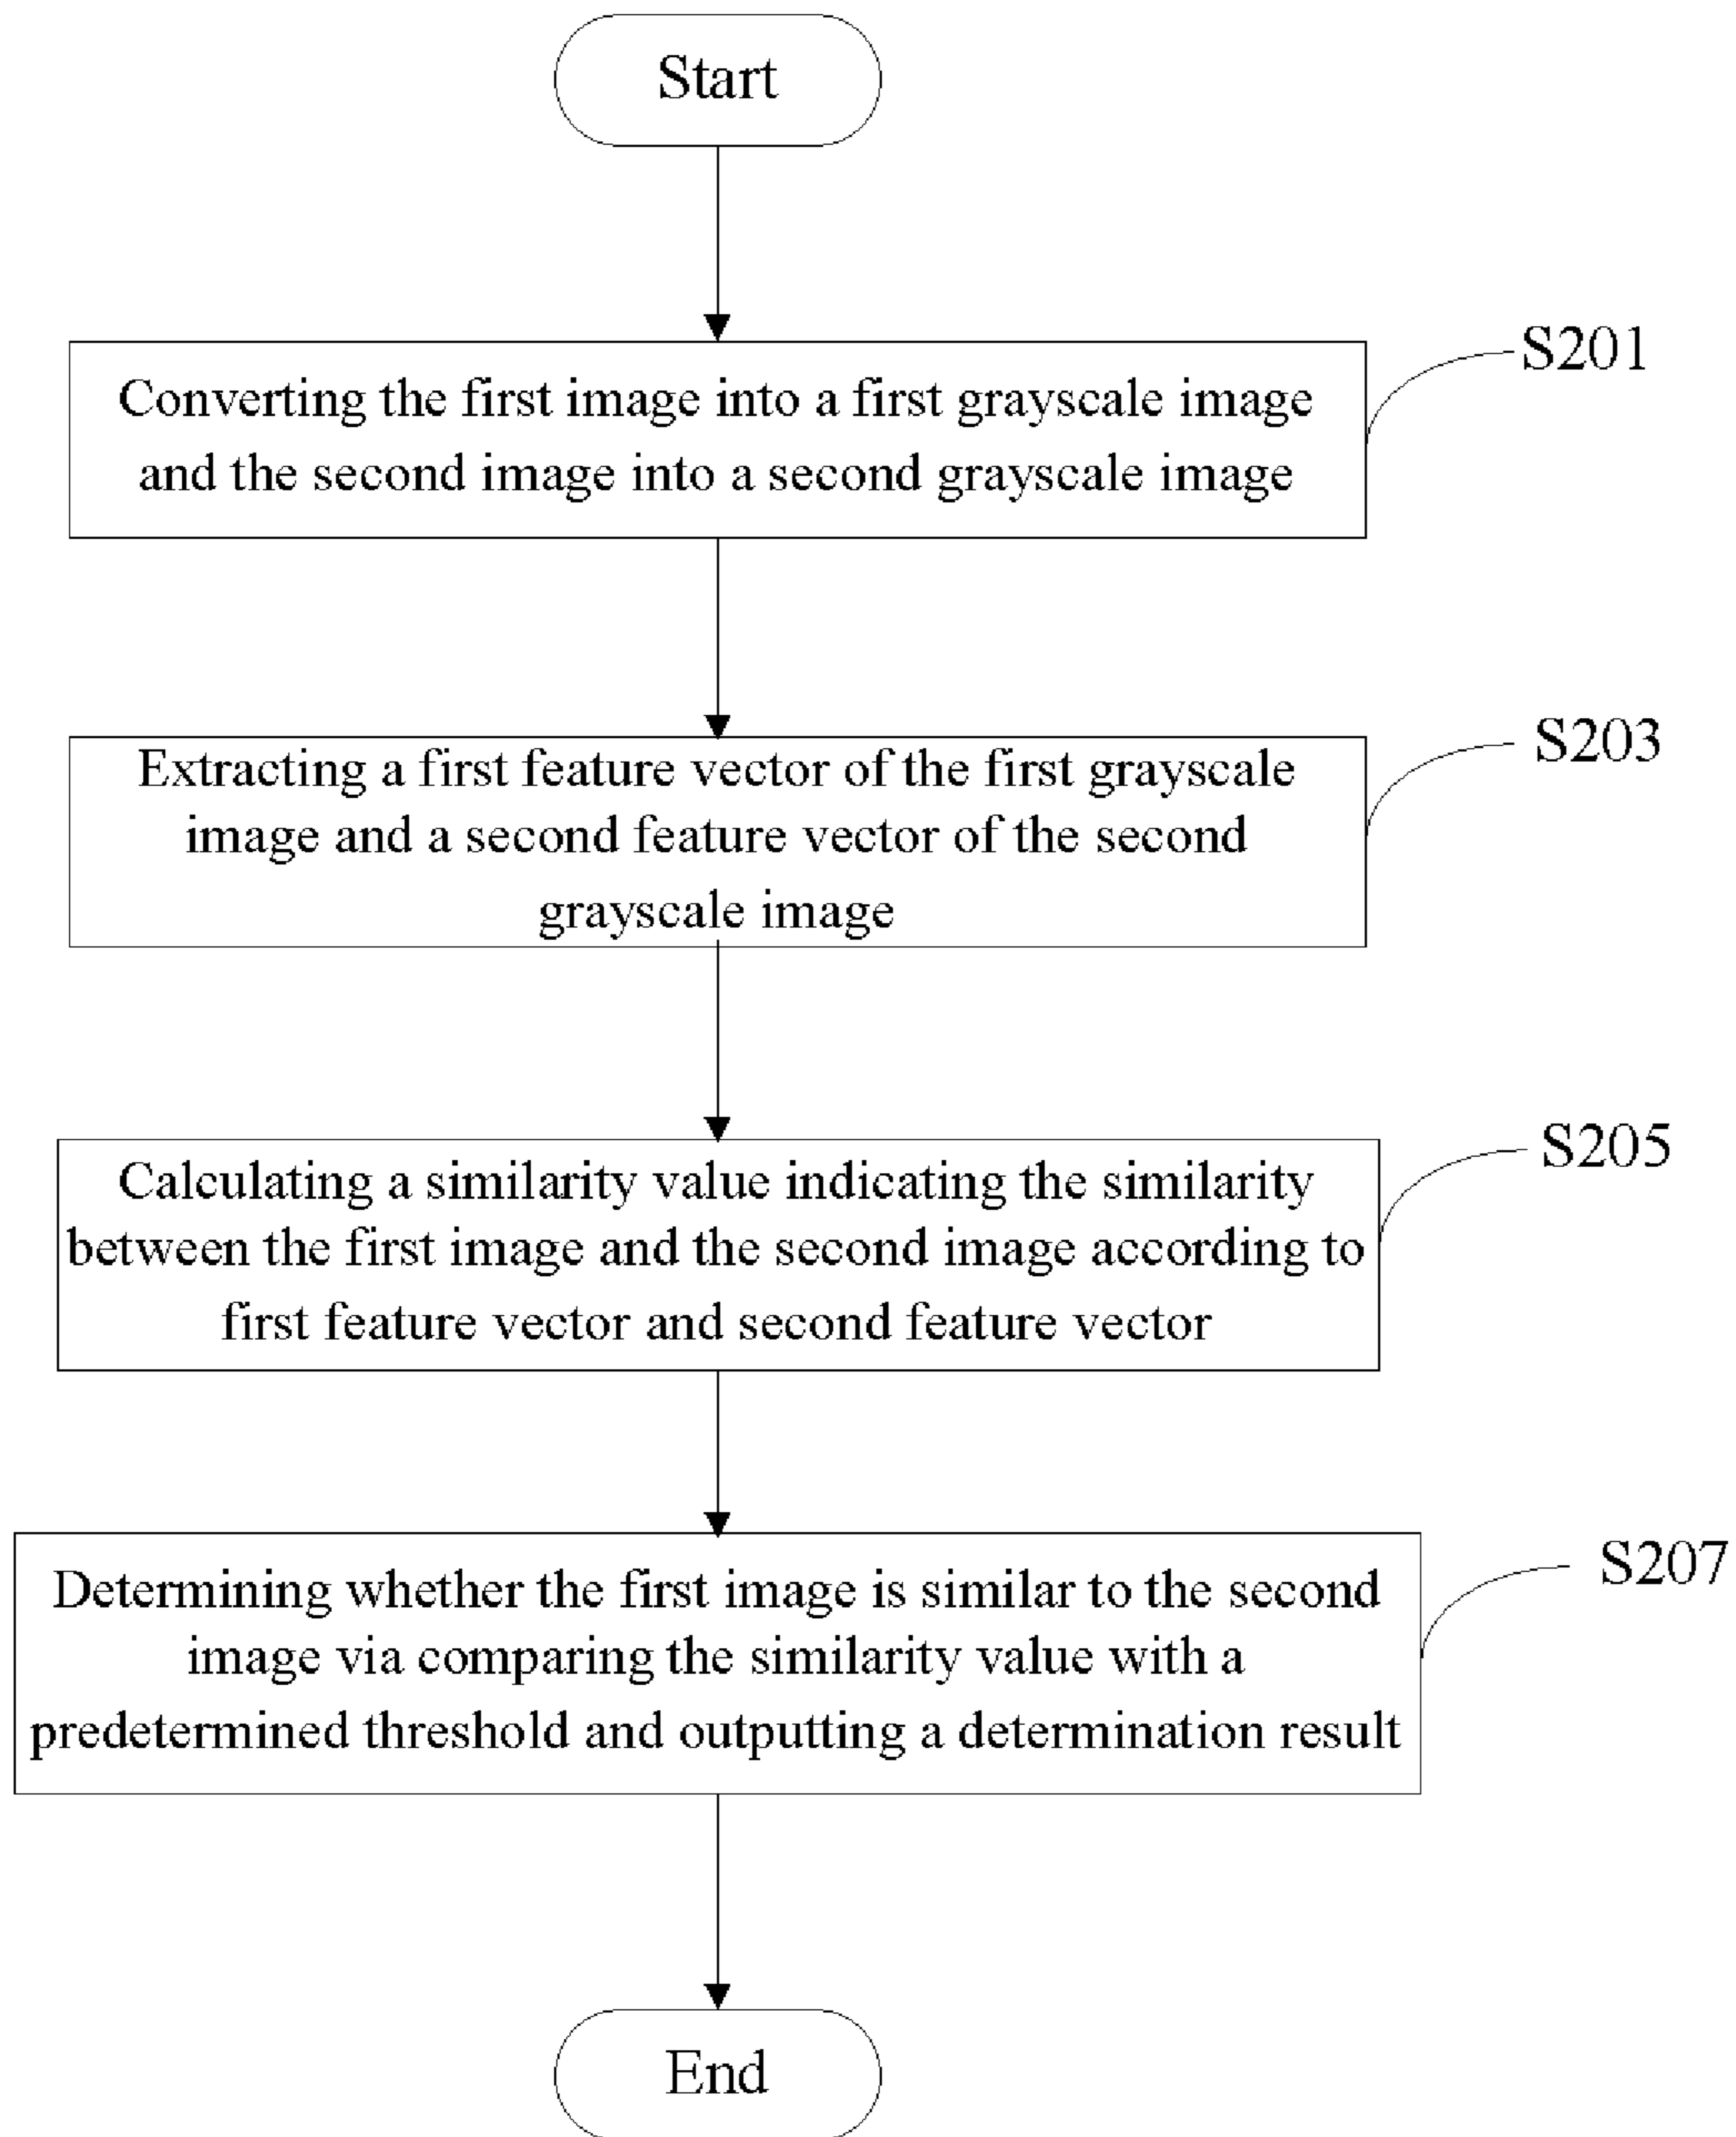 Start
S201
Converting the first image into a first grayscale image
and the second image into a second grayscale image
S203
Extracting a first feature vector of the first grayscale
image and a second feature vector of the second
grayscale image
S205
Calculating a similarity value indicating the similarity
between the first image and the second image according to
first feature vector and second feature vector
S207
Determining whether the first image is similar to the second
image via comparing the similarity value with a
predetermined threshold and outputting a determination result
End